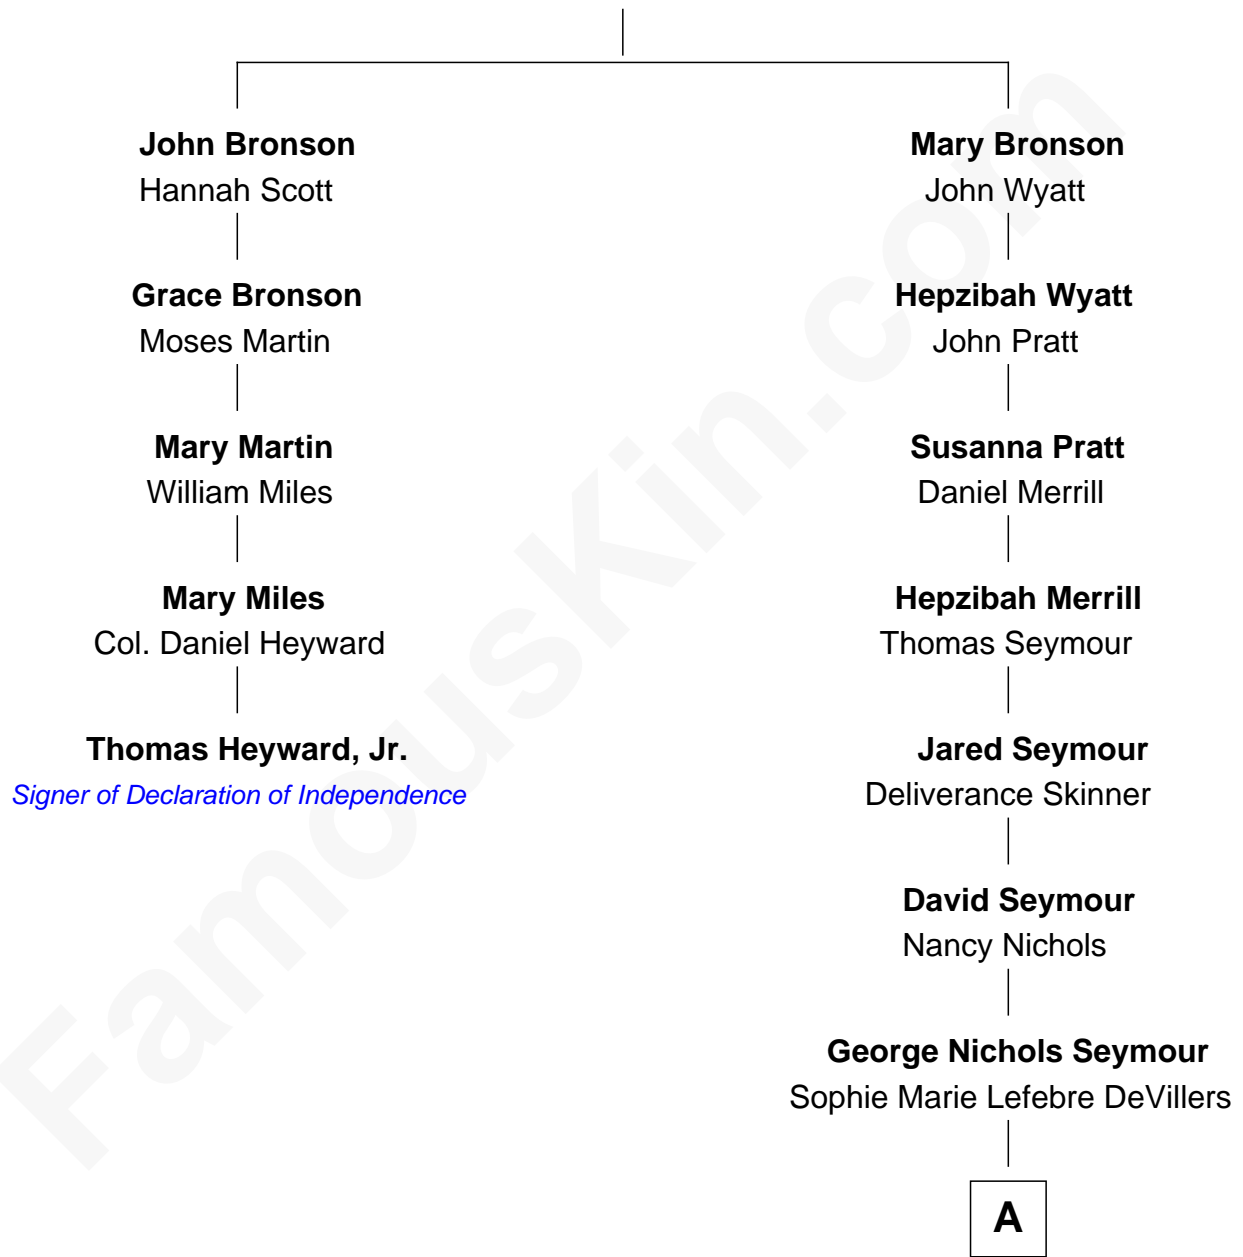 John Bronson
Hannah Scott
Grace Bronson
Moses Martin
Mary Martin
William Miles
Mary Miles
Col. Daniel Heyward
Thomas Heyward, Jr.
Signer of Declaration of Independence
Mary Bronson
John Wyatt
Hepzibah Wyatt
John Pratt
Susanna Pratt
Daniel Merrill
Hepzibah Merrill
Thomas Seymour
Jared Seymour
Deliverance Skinner
David Seymour
Nancy Nichols
George Nichols Seymour
Sophie Marie Lefebre DeVillers
A
FamousKin.com